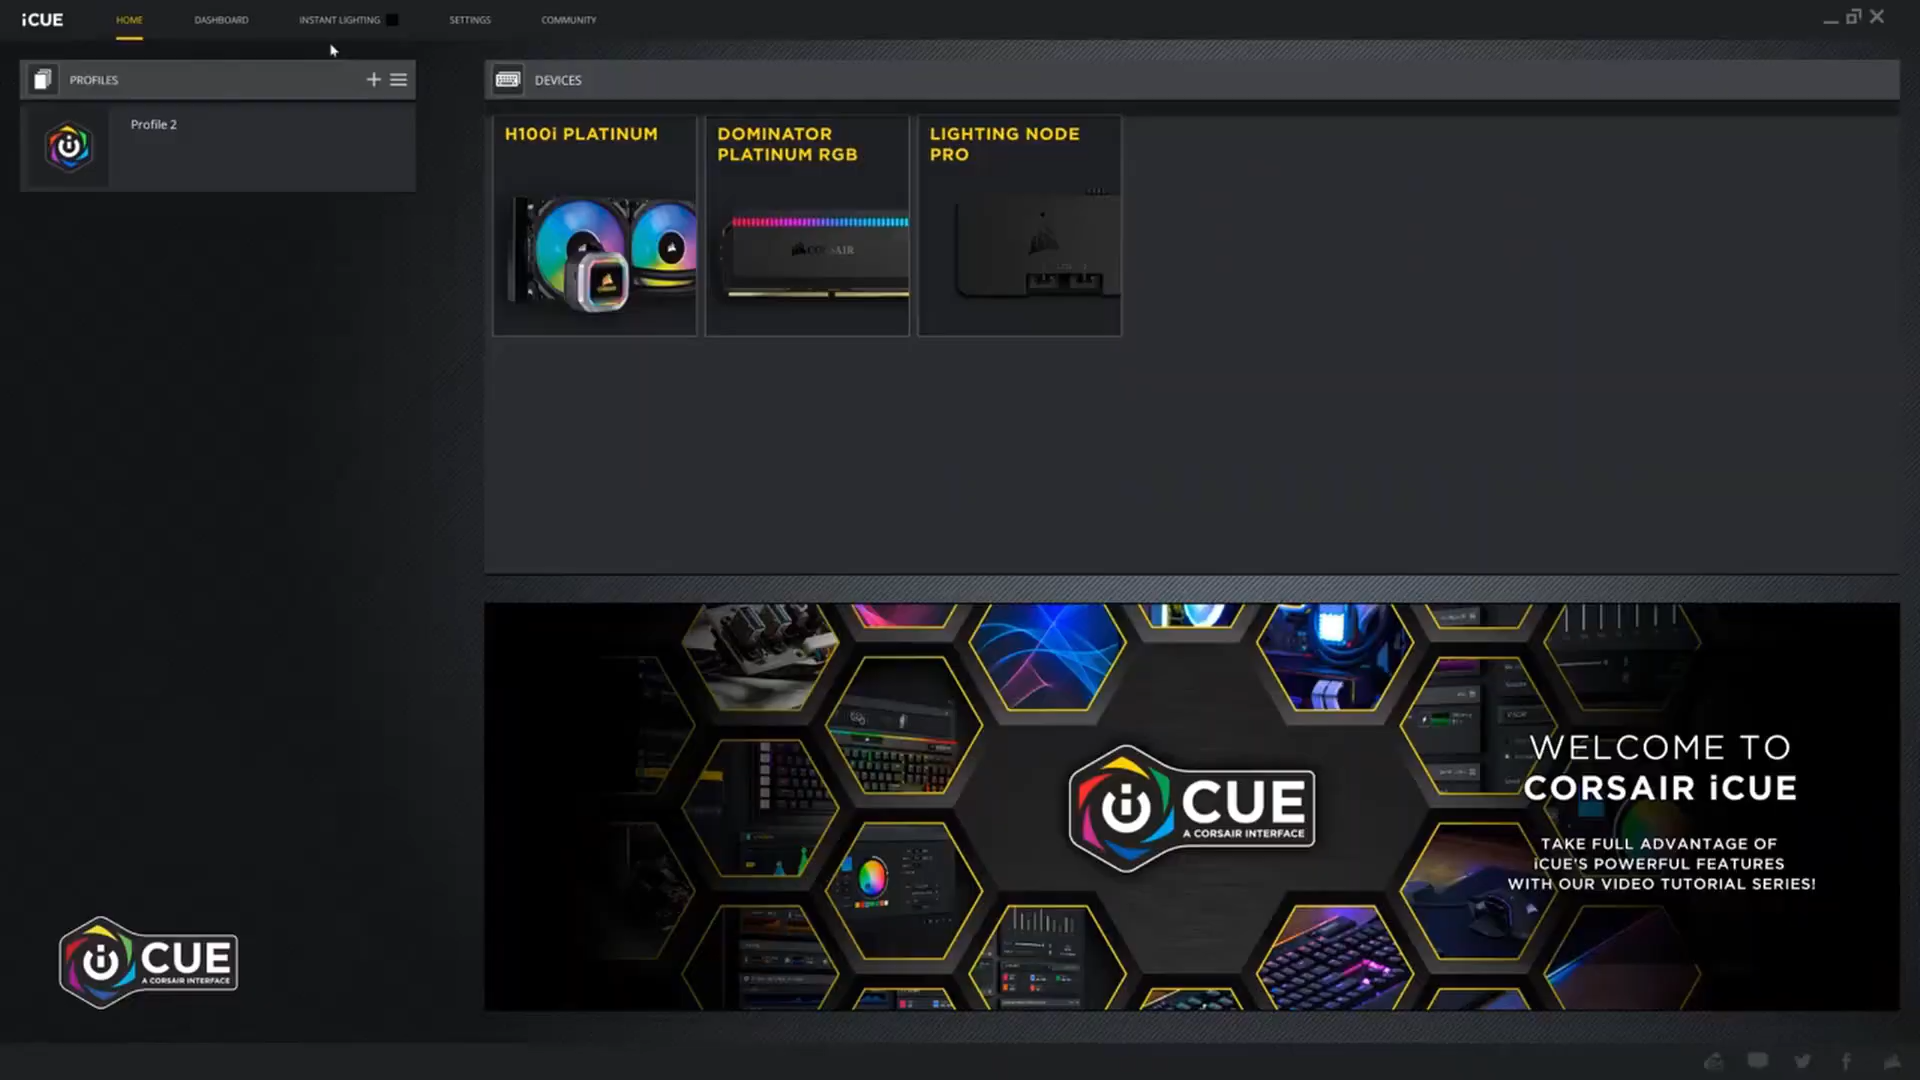 iCUE
HOME
DASHBOARD
INSTANT LIGHTING
SETTINGS
COMMUNITY
PROFILES
DEVICES
Profile 2
H100i PLATINUM
DOMINATOR
PLATINUM RGB
LIGHTING NODE
PRO
CORSAIR
WELCOME TO
CORSAIR iCUE
CUE
A CORSAIR INTERFACE
TAKE FULL ADVANTAGE OF
iCUE'S POWERFUL FEATURES
WITH OUR VIDEO TUTORIAL SERIES!
CUE
A CORSAIR INTERFACE